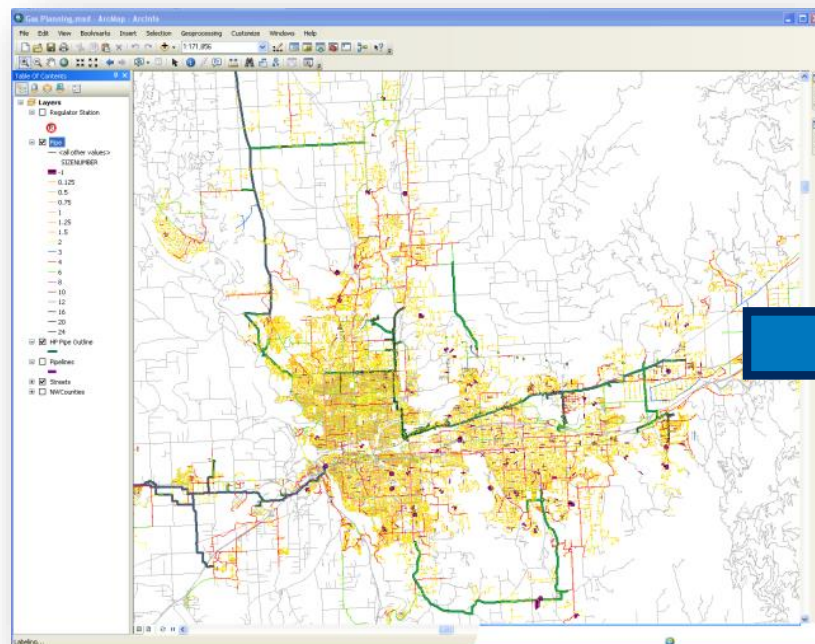 Gas Planning.mxd - ArcMap - ArcInfo
File Edit View Bookmarks Insert Selection Geoprocessing Customize Windows Help
1:171,856
Table Of Contents
Layers
Regulator Station
Pipe
<all other values>
SIZENUMBER
-1
0.125
0.5
0.75
1
1.25
1.5
2
3
4
6
8
10
12
16
20
24
HP Pipe Outline
Pipelines
Streets
NWCounties
Labeling...